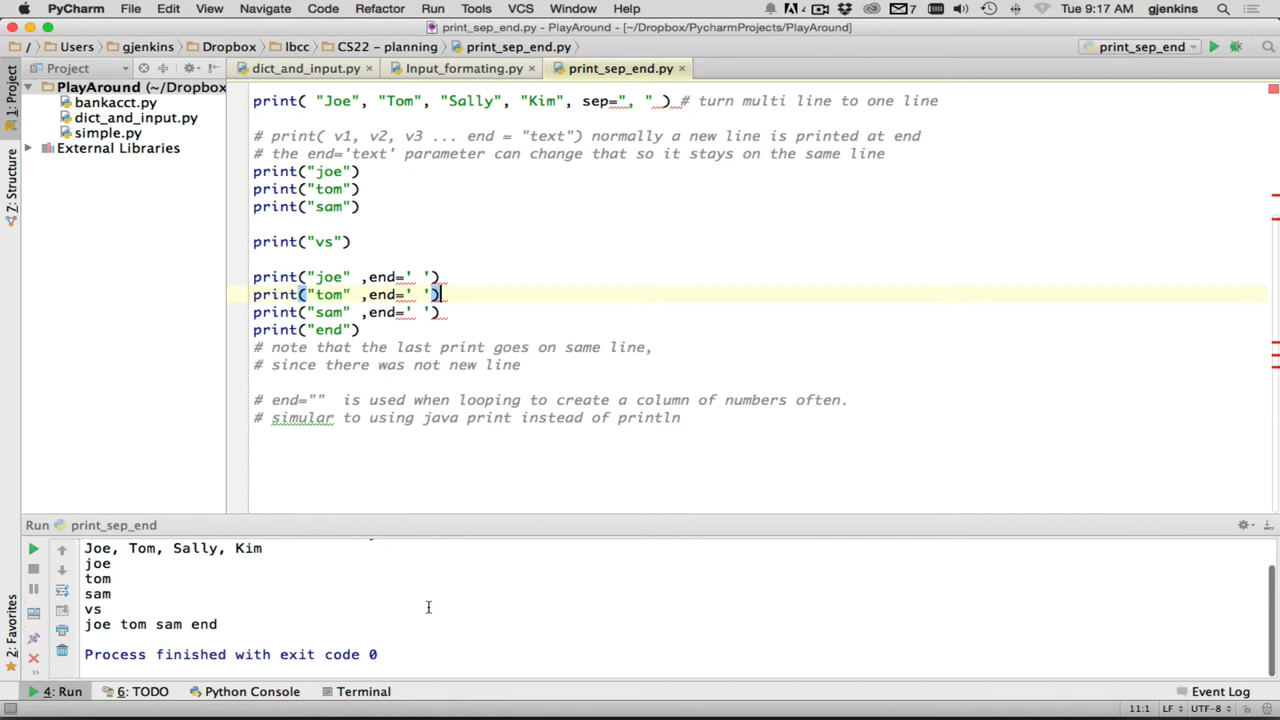 PyCharm File Edit View Navigate Code Refactor Run Tools VCS Window Help 4 7 Tue 9:17 AM gjenkins
print_sep_end.py - PlayAround - [~/Dropbox/PycharmProjects/PlayAround]
/ Users gjenkins Dropbox lbcc CS22 - planning print_sep_end.py print_sep_end
1: Project
Z: Structure
2: Favorites
Project
dict_and_input.py Input_formating.py print_sep_end.py
PlayAround (~/Dropbox
bankacct.py
dict_and_input.py
simple.py
External Libraries
print( "Joe", "Tom", "Sally", "Kim", sep=", " ) # turn multi line to one line
# print( v1, v2, v3 ... end = "text") normally a new line is printed at end
# the end='text' parameter can change that so it stays on the same line
print("joe")
print("tom")
print("sam")
print("vs")
print("joe" ,end=' ')
print("tom" ,end=' ')
print("sam" ,end=' ')
print("end")
# note that the last print goes on same line,
# since there was not new line
# end=""  is used when looping to create a column of numbers often.
# simular to using java print instead of println
Run print_sep_end
Joe, Tom, Sally, Kim
joe
tom
sam
vs
joe tom sam end
Process finished with exit code 0
4: Run 6: TODO Python Console Terminal Event Log
11:1 LF UTF-8